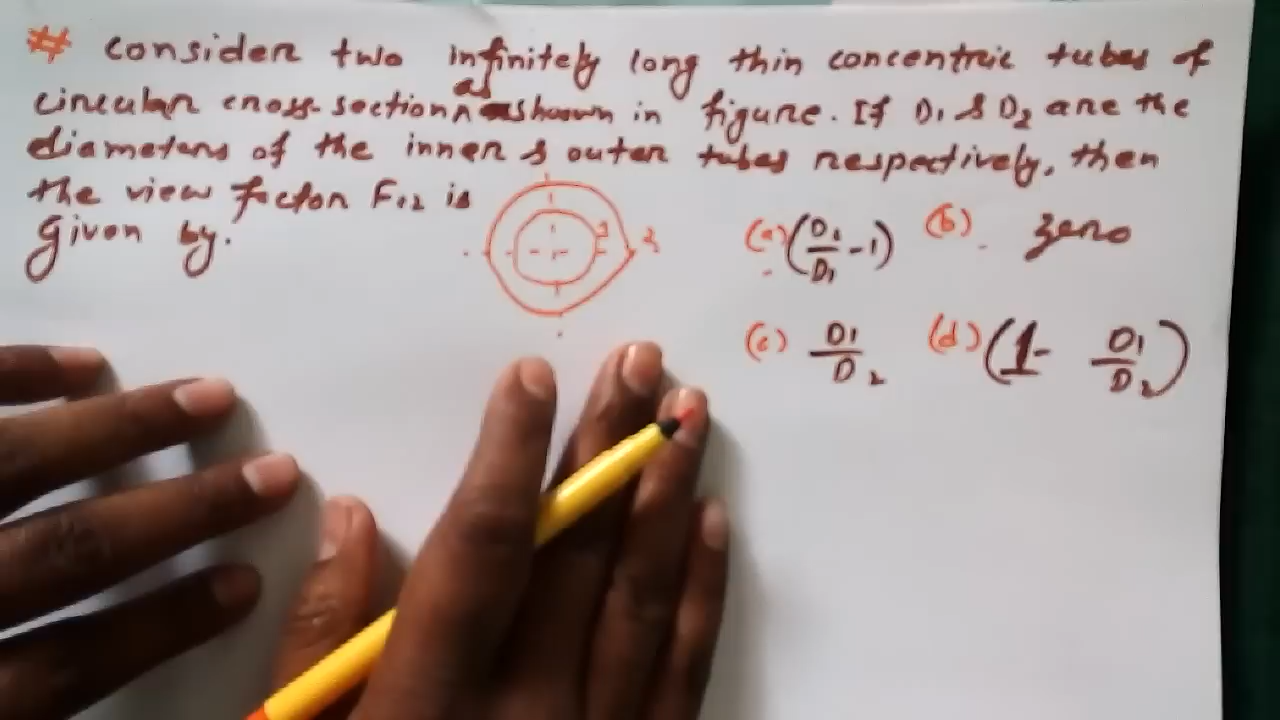 # Consider two infinitely long thin concentric tubes of
circular cross-section as shown in figure. If D1 & D2 are the
diameters of the inner & outer tubes respectively, then
the view factor F12 is
given by.
1 2
(a) (D2/D1 - 1) (b) zero
(c) D1/D2 (d) (1 - D1/D2)